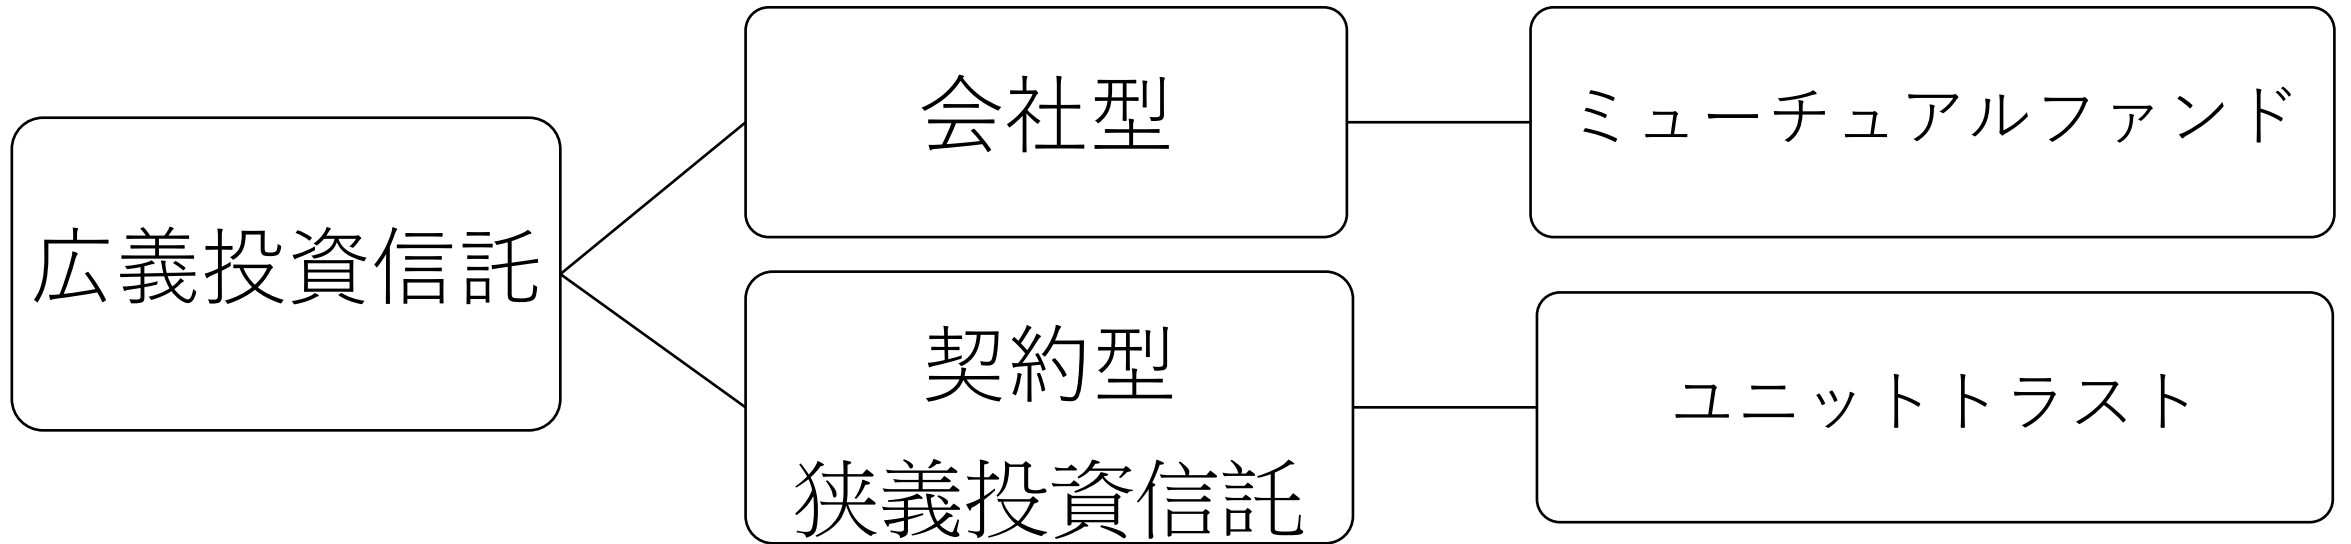 広義投資信託
会社型
ミューチュアルファンド
契約型
狭義投資信託
ユニットトラスト